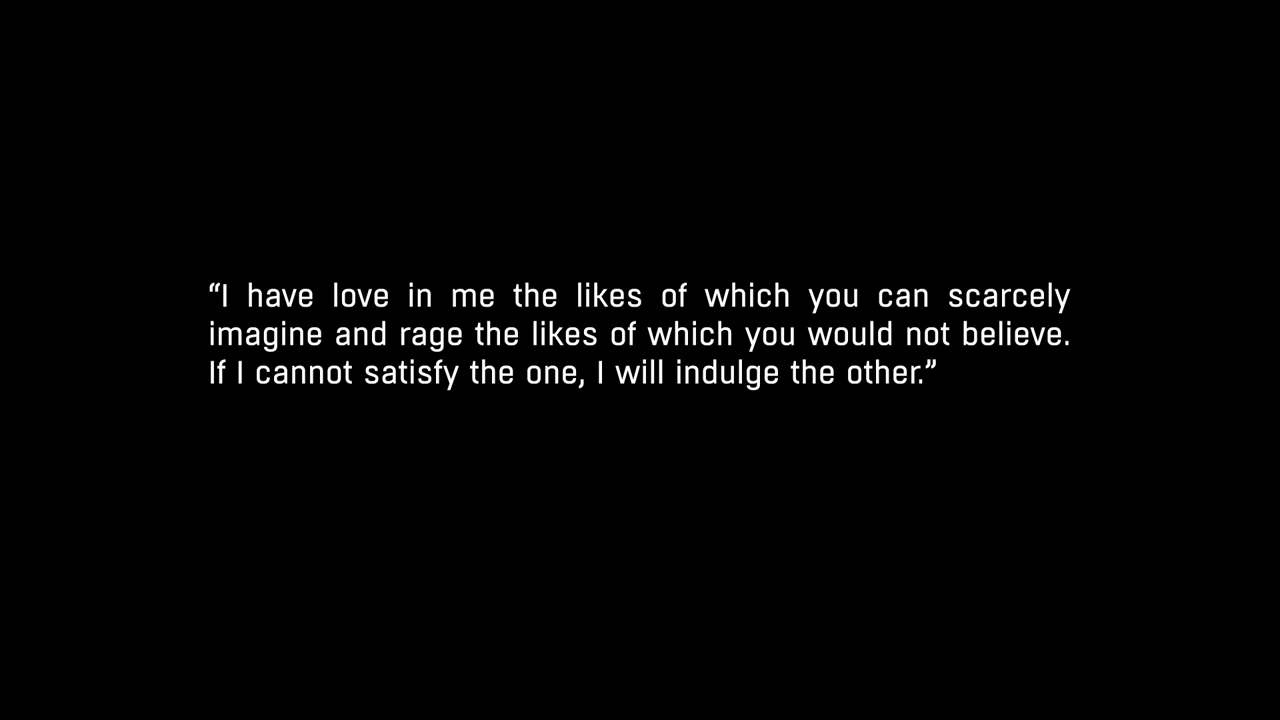 “I have love in me the likes of which you can scarcely
imagine and rage the likes of which you would not believe.
If I cannot satisfy the one, I will indulge the other.”